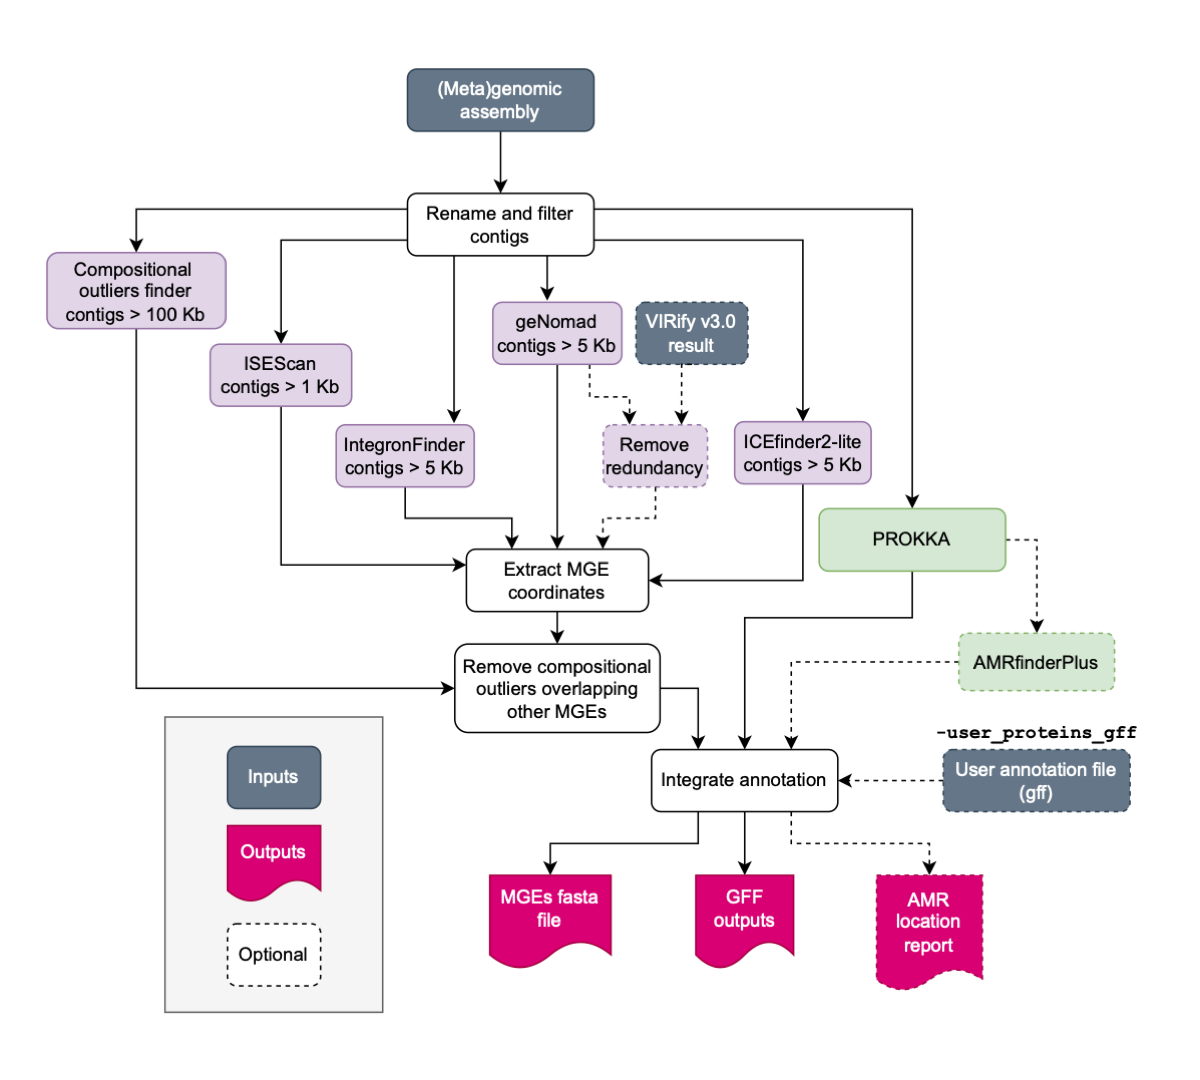 (Meta)genomic
assembly
Rename and filter
contigs
Compositional
outliers finder
contigs > 100 Kb
ISEScan
contigs > 1 Kb
IntegronFinder
contigs > 5 Kb
geNomad
contigs > 5 Kb
VIRify v3.0
result
Remove
redundancy
ICEfinder2-lite
contigs > 5 Kb
PROKKA
Extract MGE
coordinates
AMRfinderPlus
Remove compositional
outliers overlapping
other MGEs
-user_proteins_gff
User annotation file
(gff)
Integrate annotation
Inputs
Outputs
Optional
MGEs fasta
file
GFF
outputs
AMR
location
report